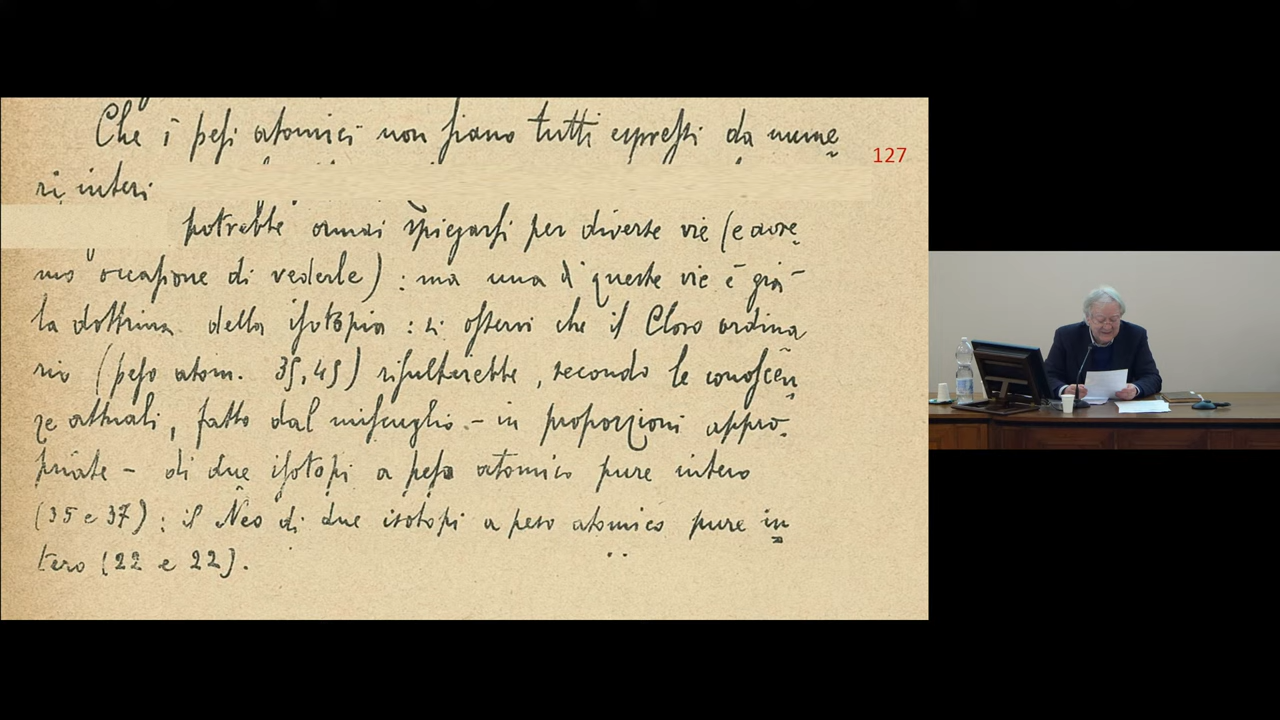 Che i pesi atomici non siano tutti espressi da nume
127
ri interi
potrebbe ormai spiegarsi per diverse vie (e avre
mo occasione di vederle): ma una di queste vie è già
la dottrina della isotopia: si osservi che il Cloro ordina
rio (peso atom. 35,45) risulterebbe, secondo le conoscen
ze attuali, fatto dal miscuglio - in proporzioni appro-
priate - di due isotopi a peso atomico pure intero
(35 e 37): il Neo di due isotopi a peso atomico pure in
tero (22 e 22).